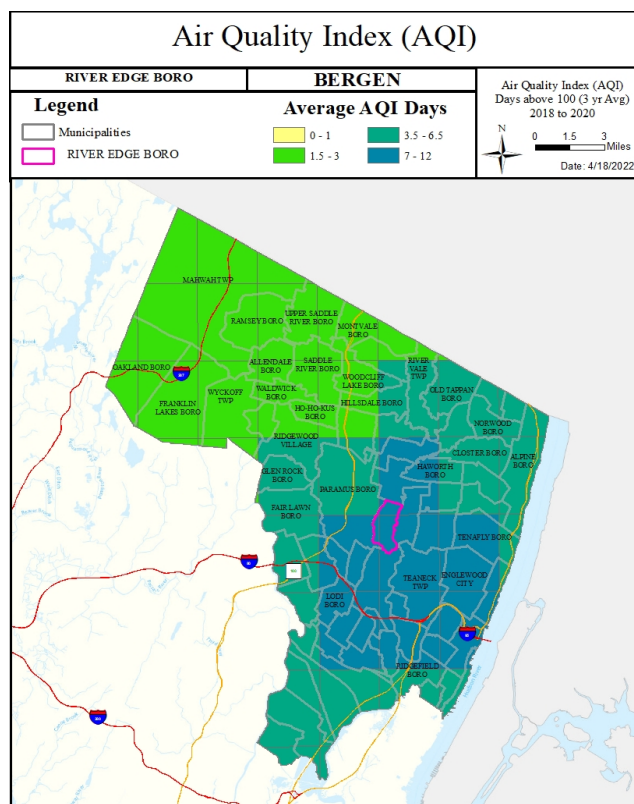 Air Quality Index (AQI)
RIVER EDGE BORO
BERGEN
Legend
Municipalities
RIVER EDGE BORO
Average AQI Days
0 - 1
1.5 - 3
3.5 - 6.5
7 - 12
Air Quality Index (AQI)
Days above 100 (3 yr Avg)
2018 to 2020
N
0 1.5 3
Miles
Date: 4/18/2022
MAHWAH TWP
RAMSEY BORO
UPPER SADDLE
RIVER BORO
MONTVALE
BORO
OAKLAND BORO
ALLENDALE
BORO
SADDLE
RIVER BORO
RIVER
VALE
TWP
WOODCLIFF
LAKE BORO
OLD TAPPAN
BORO
FRANKLIN
LAKES BORO
WYCKOFF
TWP
WALDWICK
BORO
HO-HO-KUS
BORO
HILLSDALE BORO
NORWOOD
BORO
RIDGEWOOD
VILLAGE
CLOSTER BORO
ALPINE
BORO
GLEN ROCK
BORO
PARAMUS BORO
HAWORTH
BORO
FAIR LAWN
BORO
TENAFLY BORO
80
LODI
BORO
TEANECK
TWP
ENGLEWOOD
CITY
RIDGEFIELD
BORO